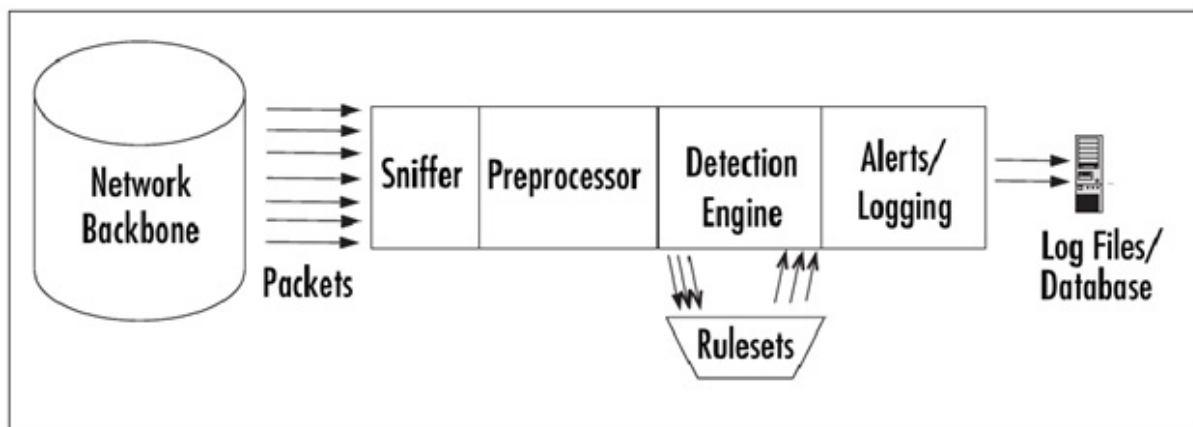 Network
Backbone
Packets
Sniffer
Preprocessor
Detection
Engine
Alerts/
Logging
Rulesets
Log Files/
Database